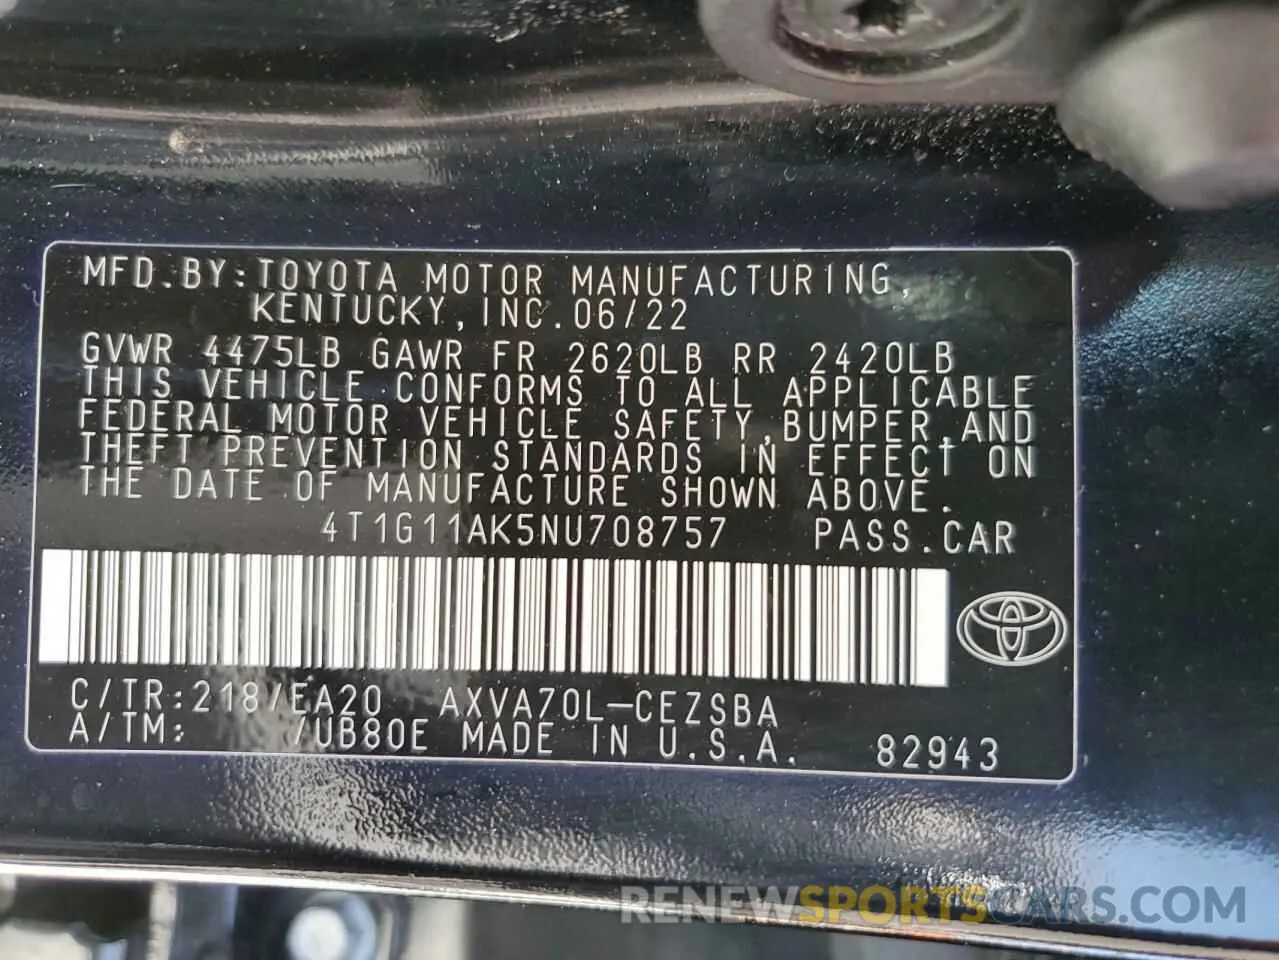 MFD.BY:TOYOTA MOTOR MANUFACTURING,
KENTUCKY,INC.06/22
GVWR 4475LB GAWR FR 2620LB RR 2420LB
THIS VEHICLE CONFORMS TO ALL APPLICABLE
FEDERAL MOTOR VEHICLE SAFETY,BUMPER,AND
THEFT PREVENTION STANDARDS IN EFFECT ON
THE DATE OF MANUFACTURE SHOWN ABOVE.
4T1G11AK5NU708757 PASS.CAR
C/TR:218/EA20 AXVA70L-CEZSBA
A/TM: /UB80E MADE IN U.S.A. 82943
RENEWSPORTSCARS.COM